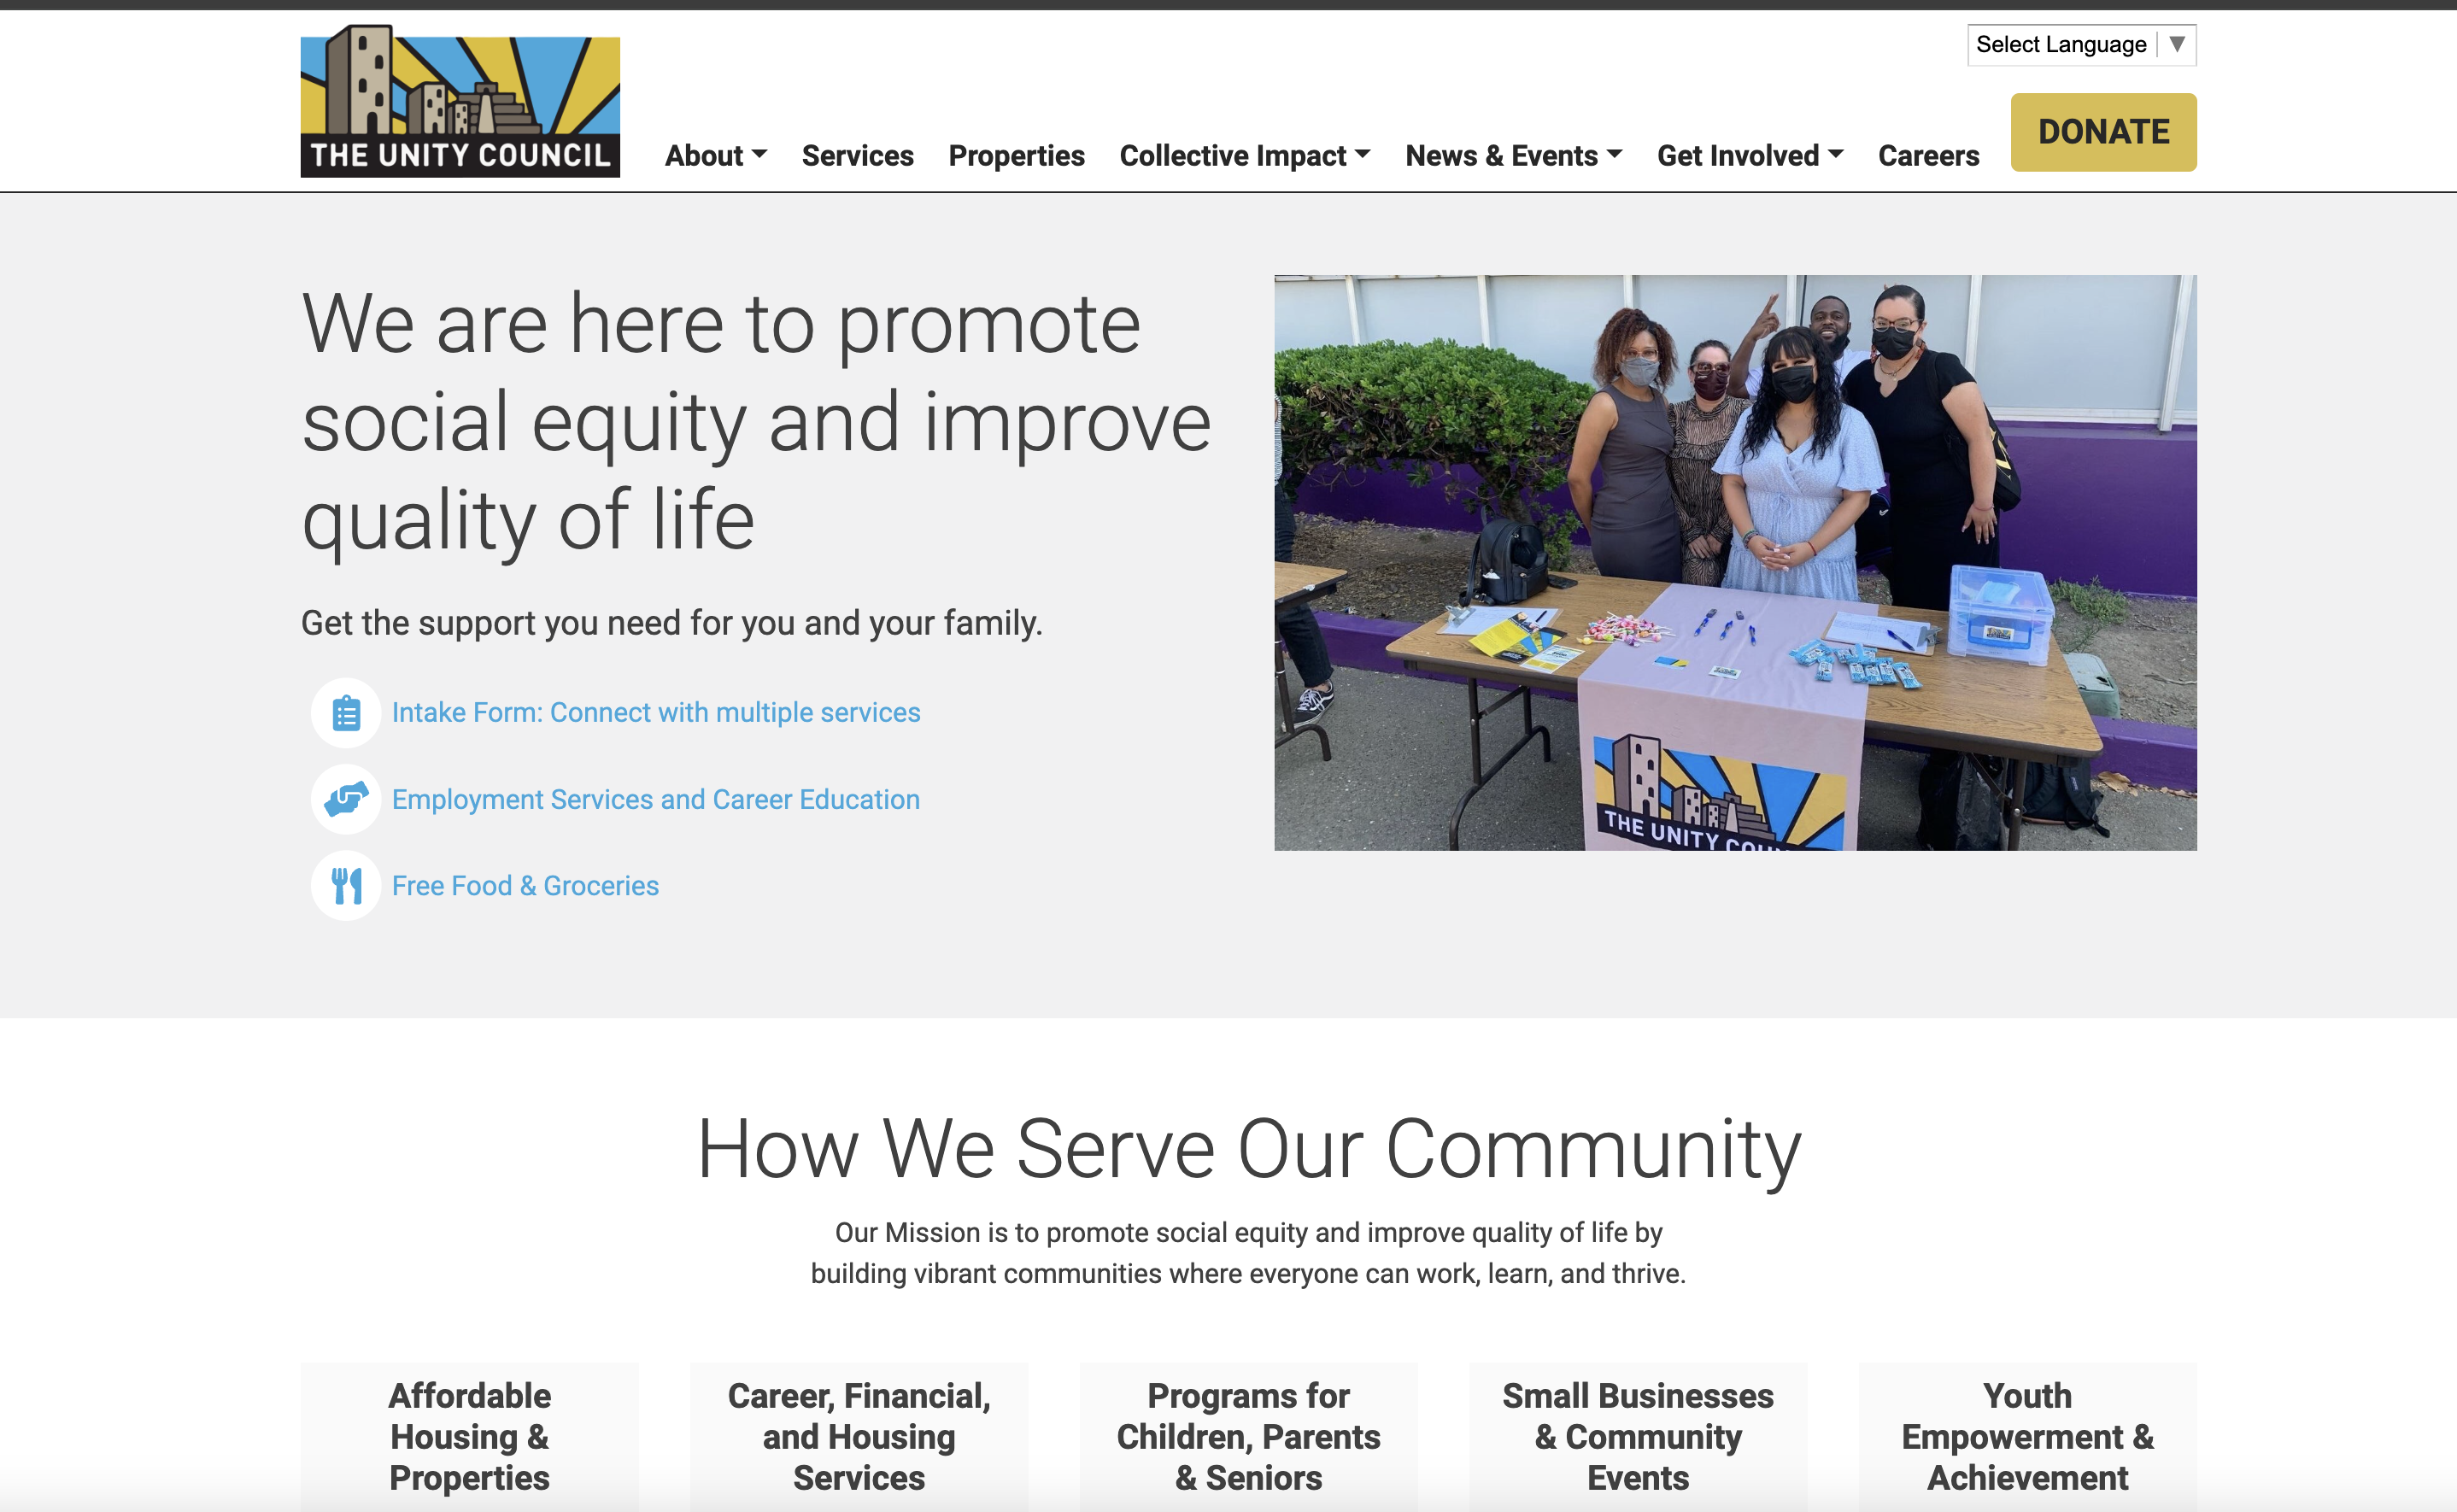 THE UNITY COUNCIL
Select Language ▼
About
Services
Properties
Collective Impact
News & Events
Get Involved
Careers
DONATE
We are here to promote
social equity and improve
quality of life
Get the support you need for you and your family.
Intake Form: Connect with multiple services
Employment Services and Career Education
Free Food & Groceries
THE UNITY
How We Serve Our Community
Our Mission is to promote social equity and improve quality of life by
building vibrant communities where everyone can work, learn, and thrive.
Affordable
Housing &
Properties
Career, Financial,
and Housing
Services
Programs for
Children, Parents
& Seniors
Small Businesses
& Community
Events
Youth
Empowerment &
Achievement